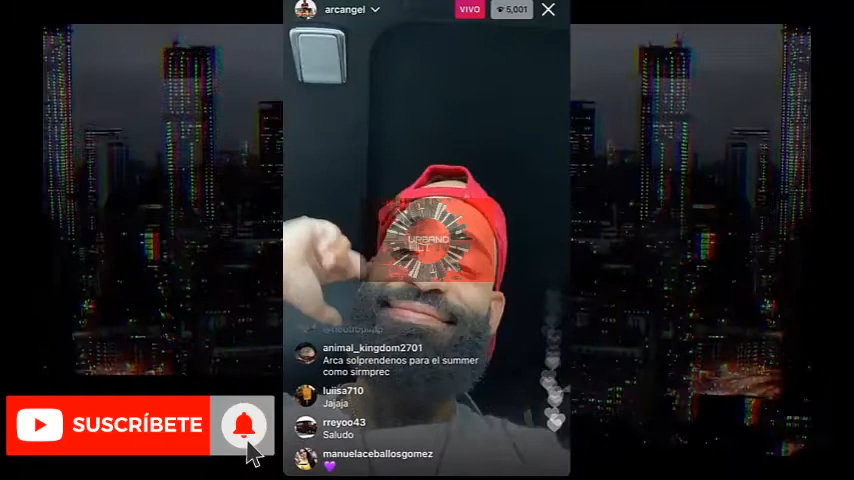 arcangel
VIVO
5,001
URBANO
animal_kingdom2701
Arca solprendenos para el summer
como sirmprec
luiisa710
Jajaja
rreyoo43
Saludo
manuelaceballosgomez
SUSCRÍBETE